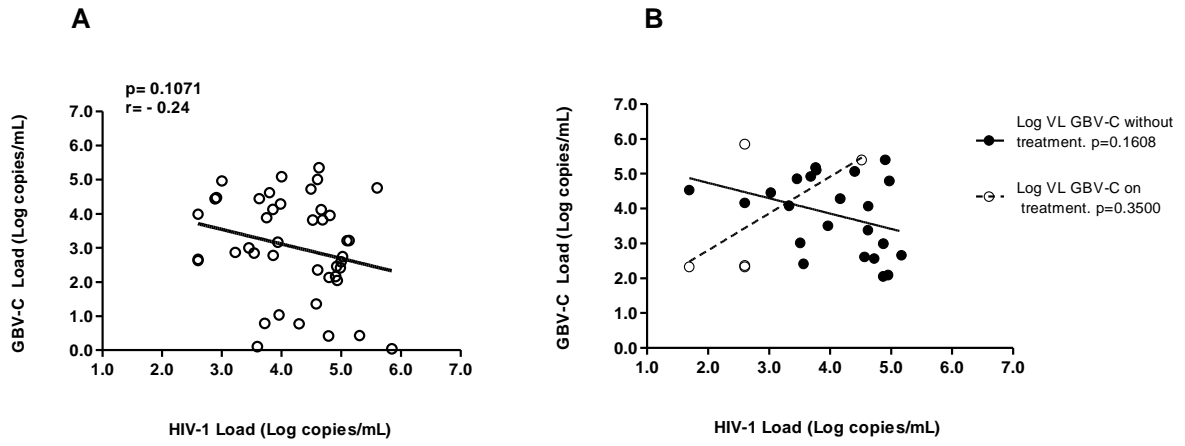 A
p= 0.1071
r= - 0.24
7.0
6.0
5.0
4.0
3.0
2.0
1.0
0.0
1.0 2.0 3.0 4.0 5.0 6.0 7.0
GBV-C Load (Log copies/mL)
HIV-1 Load (Log copies/mL)
B
7.0
6.0
5.0
4.0
3.0
2.0
1.0
0.0
1.0 2.0 3.0 4.0 5.0 6.0 7.0
GBV-C Load (Log copies/mL)
HIV-1 Load (Log copies/mL)
Log VL GBV-C without
treatment. p=0.1608
Log VL GBV-C on
treatment. p=0.3500